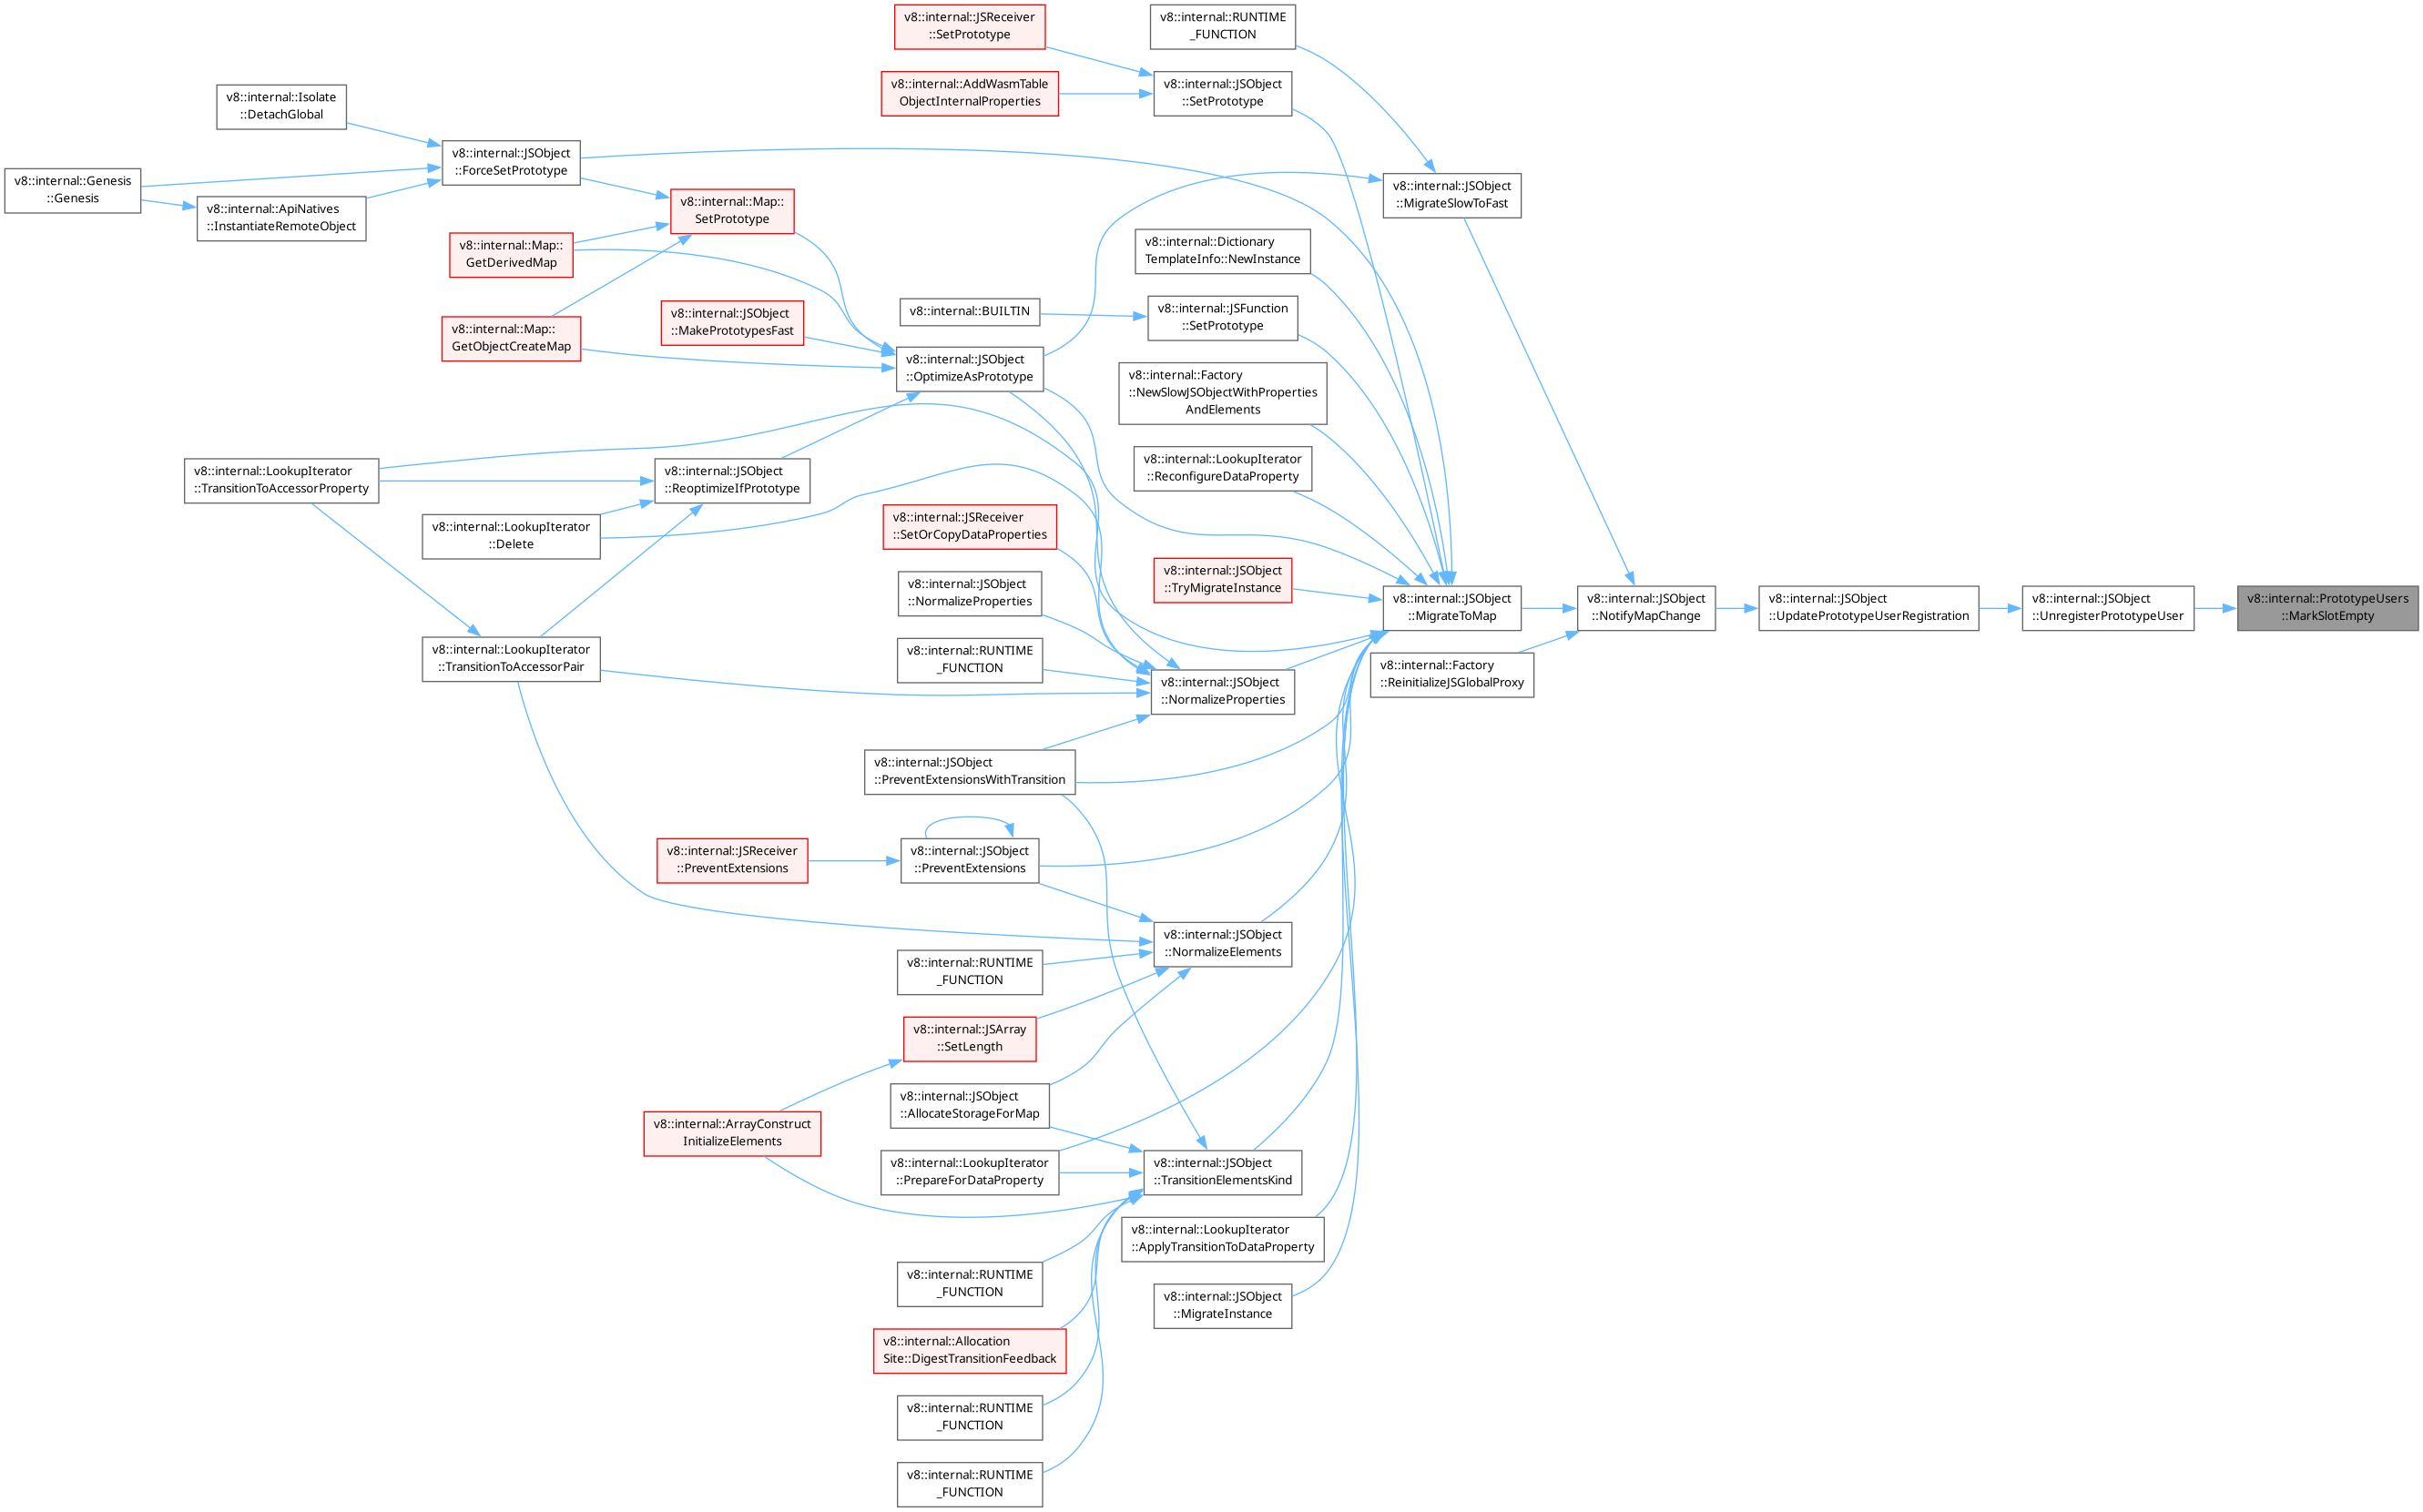 v8::internal::JSReceiver
::SetPrototype
v8::internal::RUNTIME
_FUNCTION
v8::internal::AddWasmTable
ObjectInternalProperties
v8::internal::JSObject
::SetPrototype
v8::internal::Isolate
::DetachGlobal
v8::internal::JSObject
::ForceSetPrototype
v8::internal::Genesis
::Genesis
v8::internal::ApiNatives
::InstantiateRemoteObject
v8::internal::Map::
SetPrototype
v8::internal::JSObject
::MigrateSlowToFast
v8::internal::Map::
GetDerivedMap
v8::internal::Dictionary
TemplateInfo::NewInstance
v8::internal::JSObject
::MakePrototypesFast
v8::internal::BUILTIN
v8::internal::JSFunction
::SetPrototype
v8::internal::Map::
GetObjectCreateMap
v8::internal::JSObject
::OptimizeAsPrototype
v8::internal::Factory
::NewSlowJSObjectWithProperties
AndElements
v8::internal::LookupIterator
::TransitionToAccessorProperty
v8::internal::JSObject
::ReoptimizeIfPrototype
v8::internal::LookupIterator
::ReconfigureDataProperty
v8::internal::LookupIterator
::Delete
v8::internal::JSReceiver
::SetOrCopyDataProperties
v8::internal::JSObject
::TryMigrateInstance
v8::internal::JSObject
::NormalizeProperties
v8::internal::JSObject
::MigrateToMap
v8::internal::JSObject
::NotifyMapChange
v8::internal::JSObject
::UpdatePrototypeUserRegistration
v8::internal::JSObject
::UnregisterPrototypeUser
v8::internal::PrototypeUsers
::MarkSlotEmpty
v8::internal::LookupIterator
::TransitionToAccessorPair
v8::internal::RUNTIME
_FUNCTION
v8::internal::JSObject
::NormalizeProperties
v8::internal::Factory
::ReinitializeJSGlobalProxy
v8::internal::JSObject
::PreventExtensionsWithTransition
v8::internal::JSReceiver
::PreventExtensions
v8::internal::JSObject
::PreventExtensions
v8::internal::JSObject
::NormalizeElements
v8::internal::RUNTIME
_FUNCTION
v8::internal::JSArray
::SetLength
v8::internal::JSObject
::AllocateStorageForMap
v8::internal::ArrayConstruct
InitializeElements
v8::internal::LookupIterator
::PrepareForDataProperty
v8::internal::JSObject
::TransitionElementsKind
v8::internal::LookupIterator
::ApplyTransitionToDataProperty
v8::internal::RUNTIME
_FUNCTION
v8::internal::JSObject
::MigrateInstance
v8::internal::Allocation
Site::DigestTransitionFeedback
v8::internal::RUNTIME
_FUNCTION
v8::internal::RUNTIME
_FUNCTION